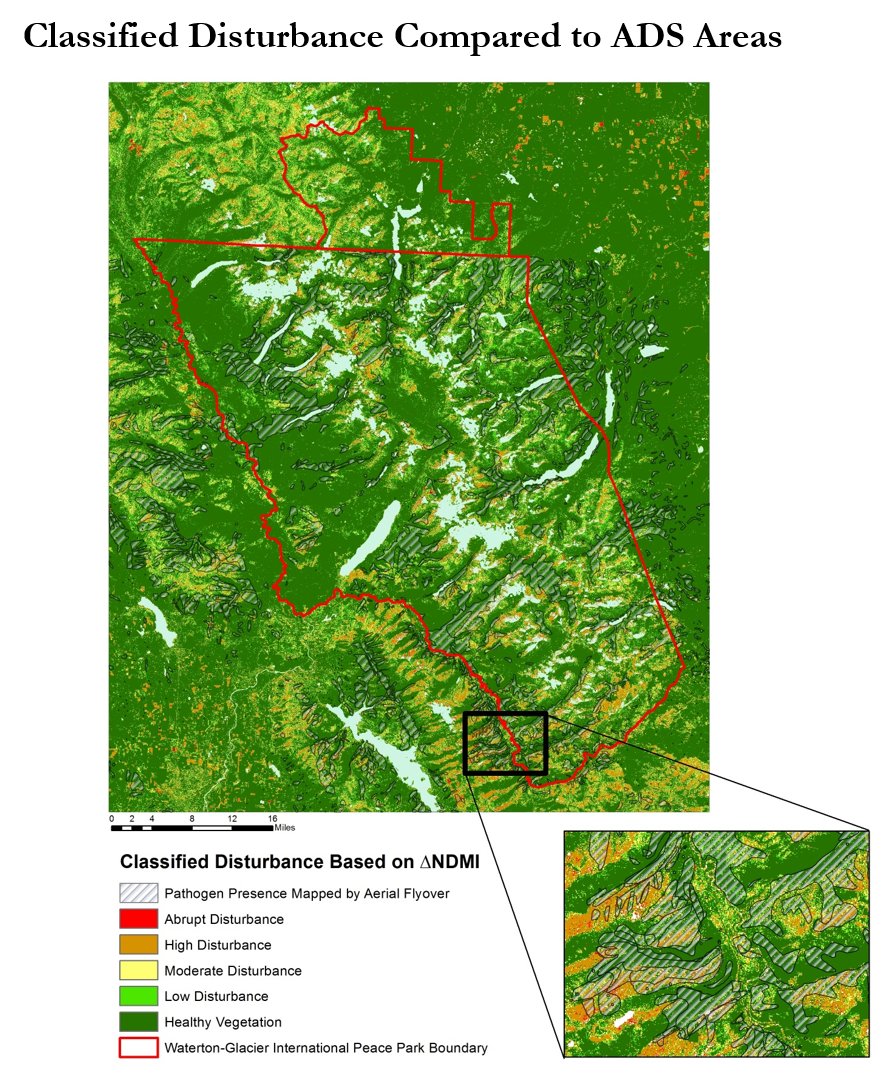 Classified Disturbance Compared to ADS Areas
0 2 4 8 12 16
Miles
Classified Disturbance Based on ∆NDMI
Pathogen Presence Mapped by Aerial Flyover
Abrupt Disturbance
High Disturbance
Moderate Disturbance
Low Disturbance
Healthy Vegetation
Waterton-Glacier International Peace Park Boundary